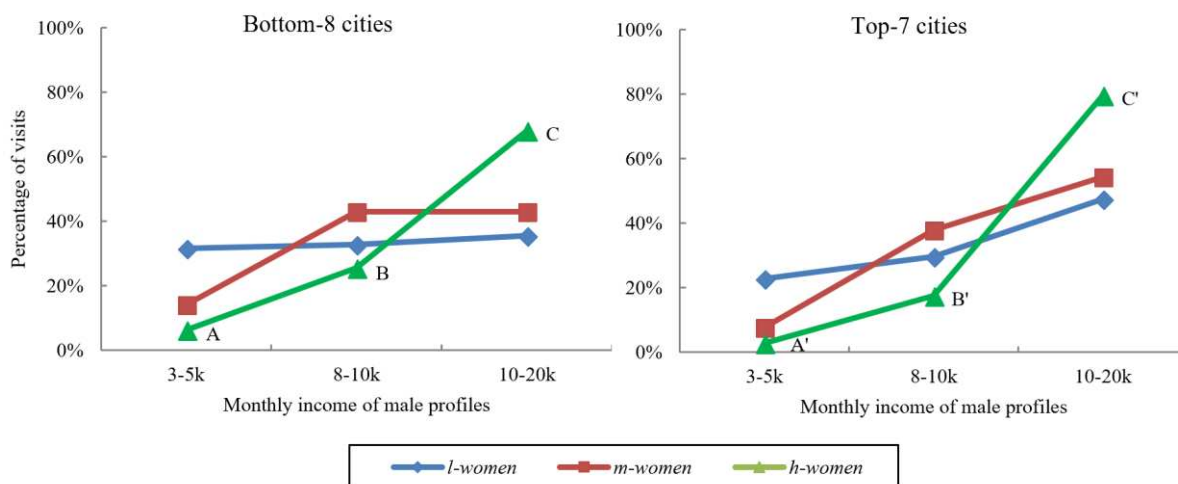 Bottom-8 cities
100%
80%
60%
40%
20%
0%
Percentage of visits
A
B
C
3-5k
8-10k
10-20k
Monthly income of male profiles
Top-7 cities
100%
80%
60%
40%
20%
0%
A'
B'
C'
3-5k
8-10k
10-20k
Monthly income of male profiles
l-women
m-women
h-women